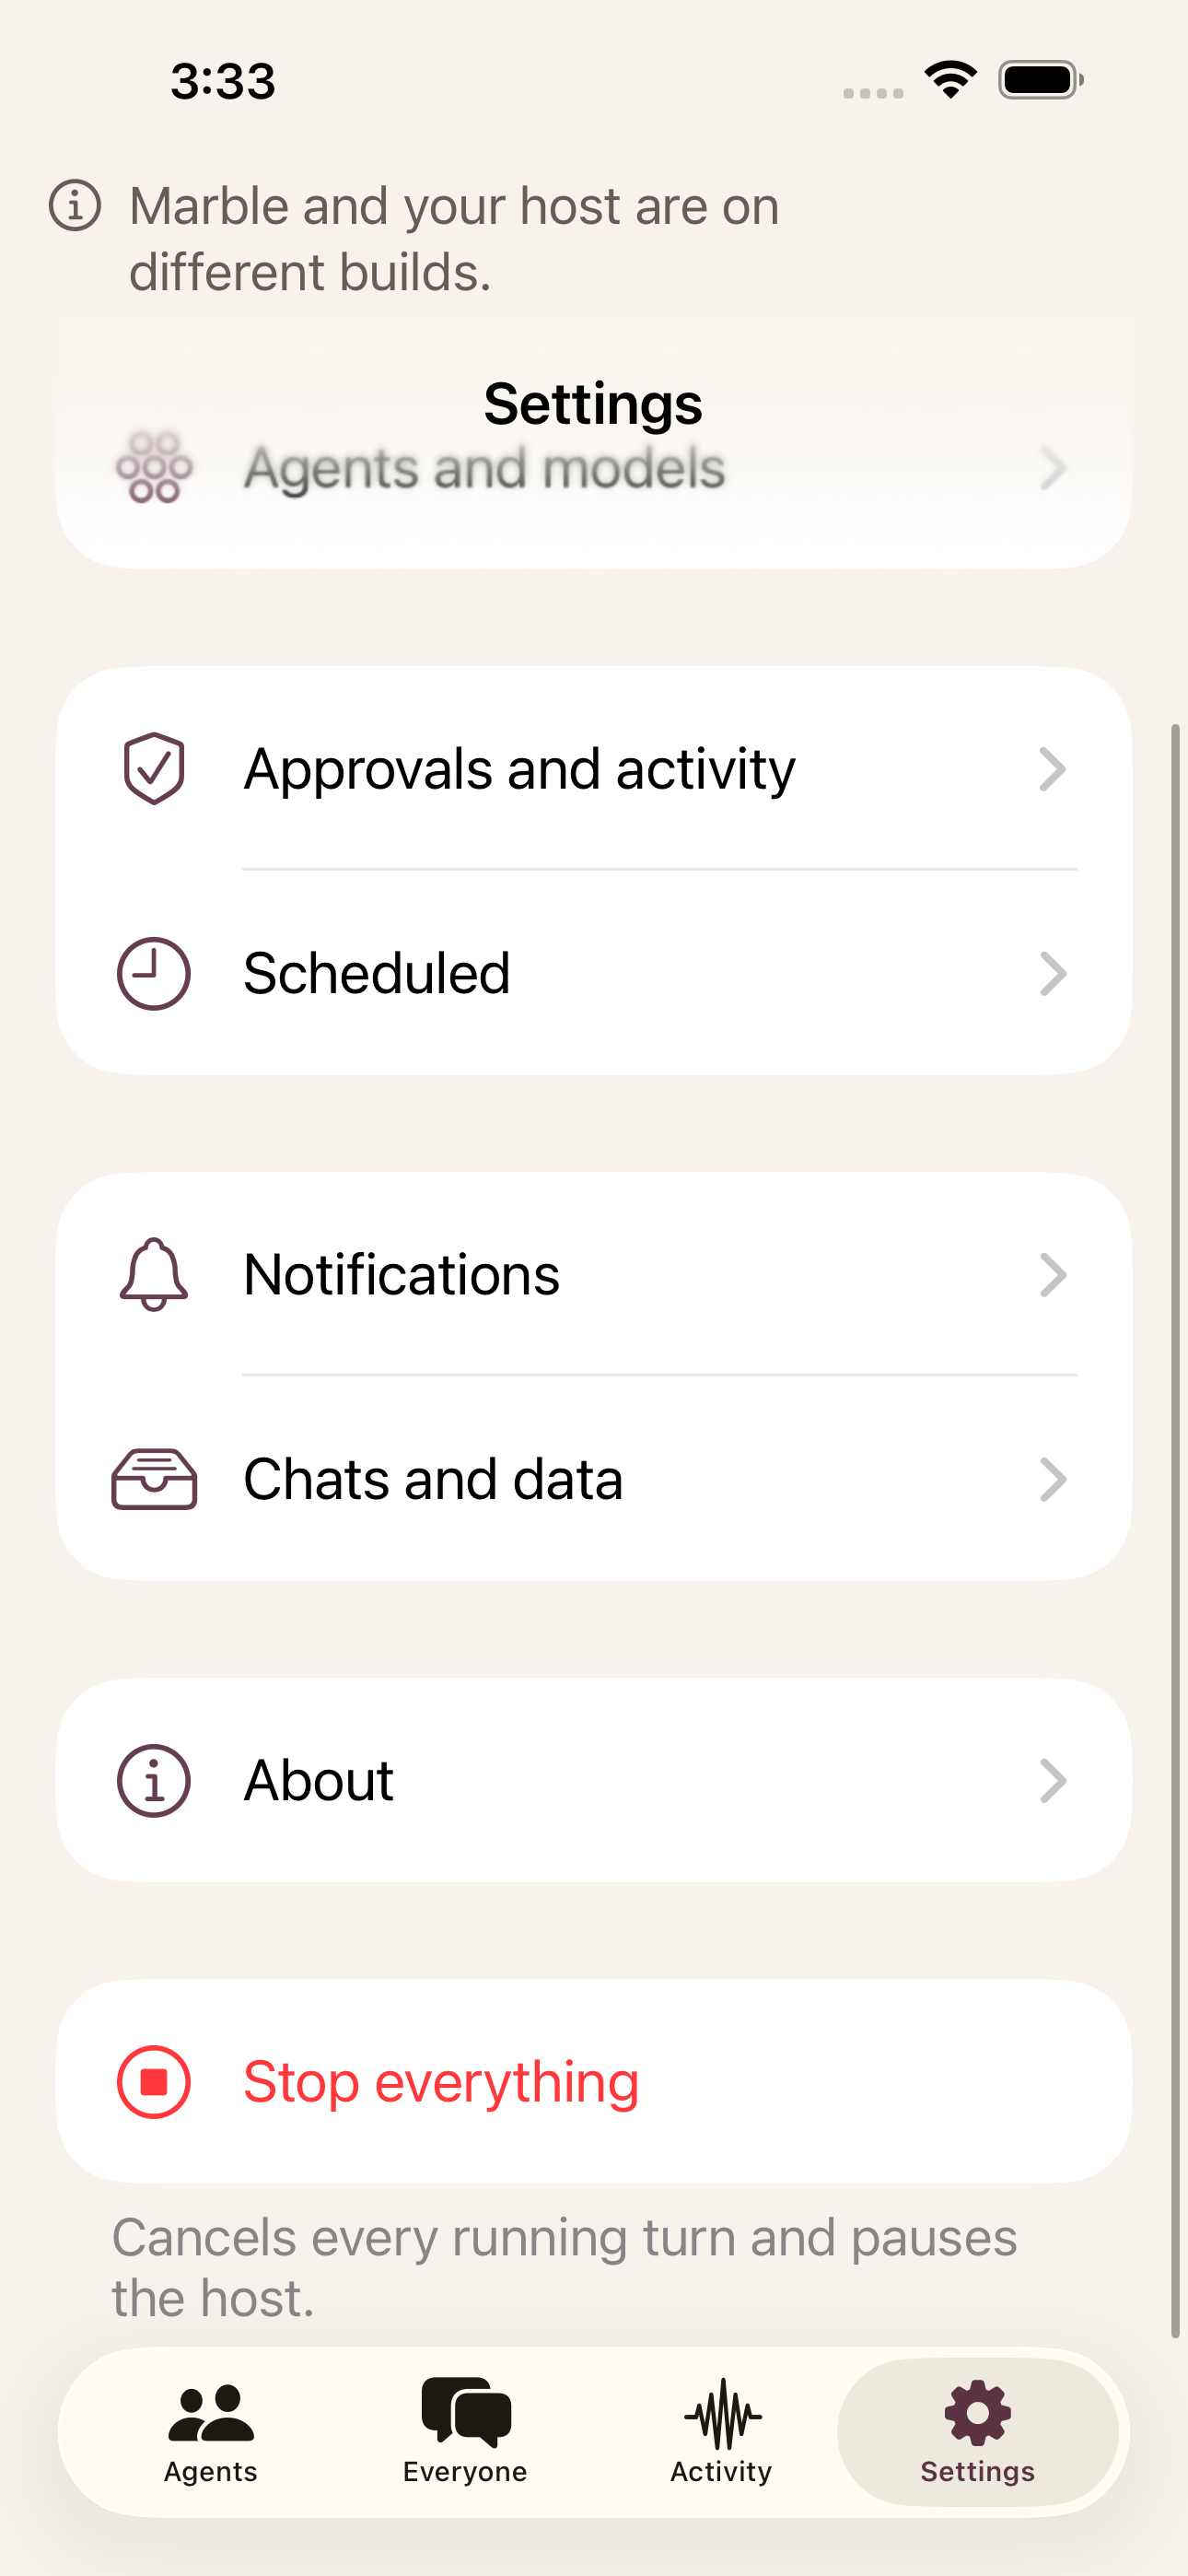 3:33
Marble and your host are on
different builds.
Settings
Agents and models
Approvals and activity
Scheduled
Notifications
Chats and data
About
Stop everything
Cancels every running turn and pauses
the host.
Agents
Everyone
Activity
Settings